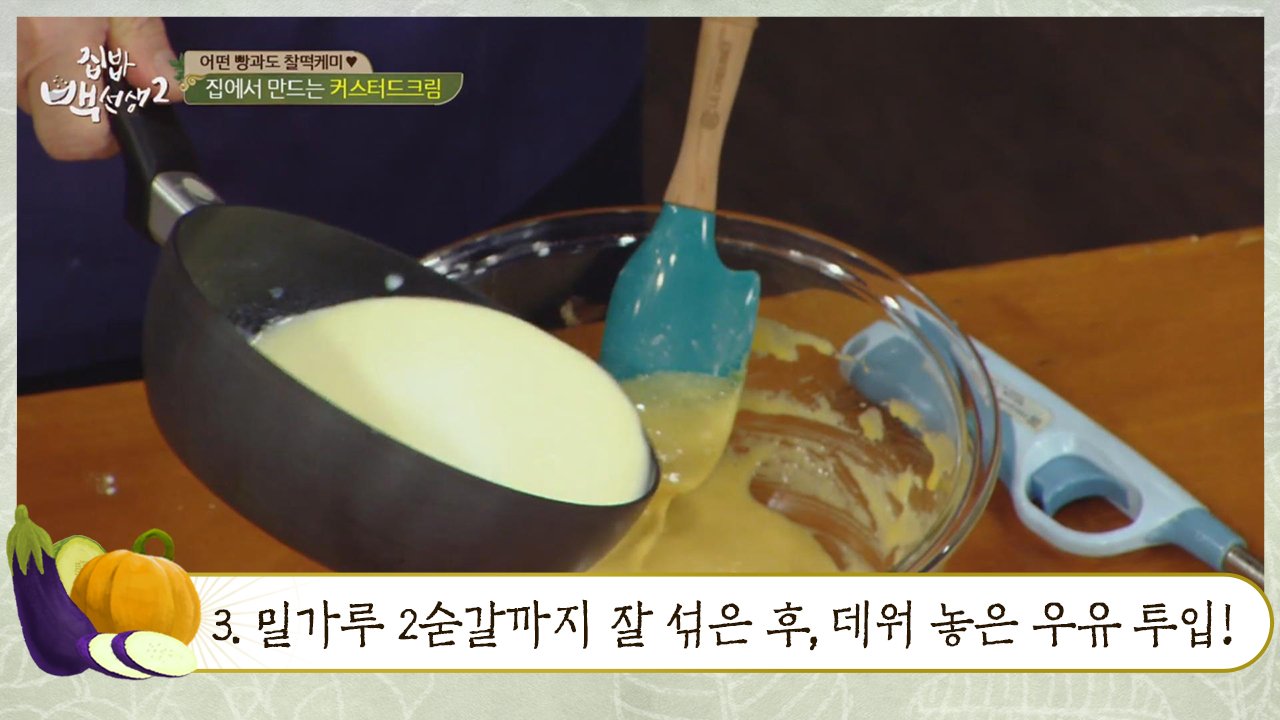 집밥
백선생2
어떤 빵과도 찰떡케미♥
집에서 만드는 커스터드크림
3. 밀가루 2숟갈까지 잘 섞은 후, 데워 놓은 우유 투입!